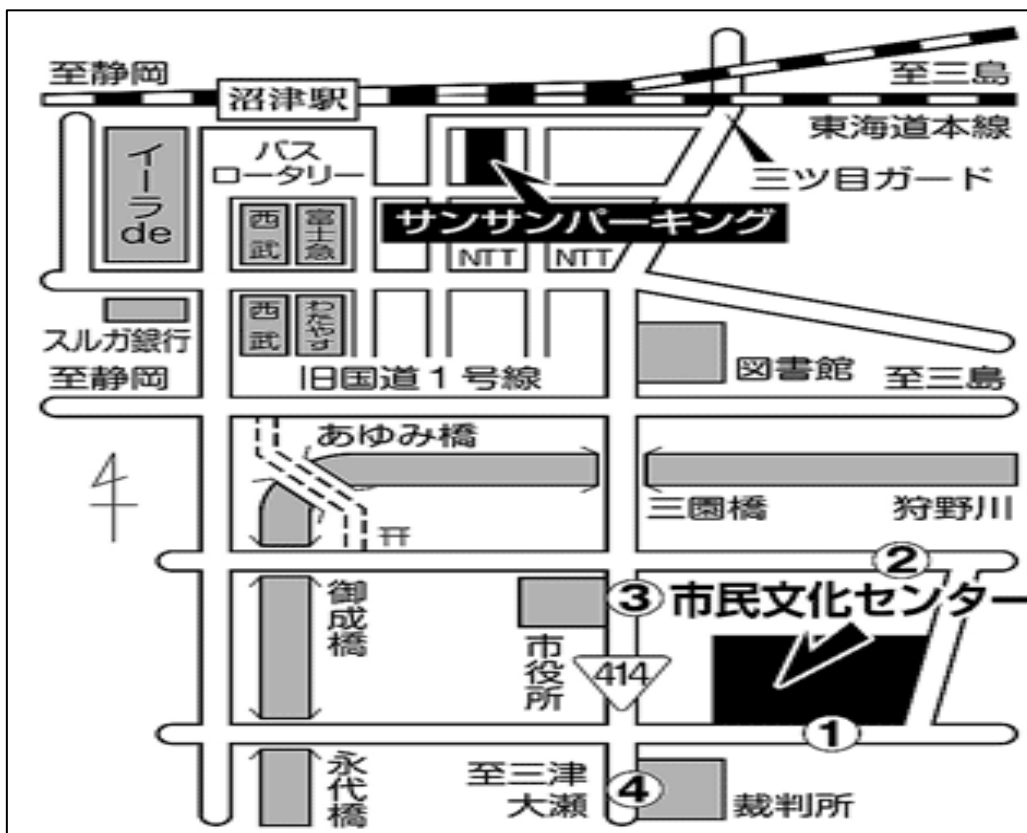 至静岡
沼津駅
至三島
東海道本線
イーラ
de
バス
ロータリー
三ツ目ガード
サンサンパーキング
西武
富士急
NTT
NTT
スルガ銀行
西武
わたやす
図書館
至静岡
旧国道1号線
至三島
あゆみ橋
三園橋
狩野川
②
御成橋
市役所
③
市民文化センター
414
①
永代橋
至三津
大瀬
④
裁判所